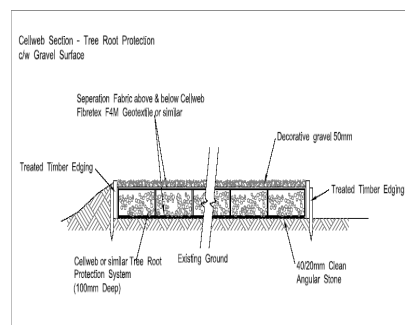 Cellweb Section - Tree Root Protection
c/w Gravel Surface
Seperation Fabric above & below Cellweb
Fibretex F4M Geotextile or similar
Decorative gravel 50mm
Treated Timber Edging
Treated Timber Edging
Existing Ground
Cellweb or similar Tree Root
Protection System
(100mm Deep)
40/20mm Clean
Angular Stone